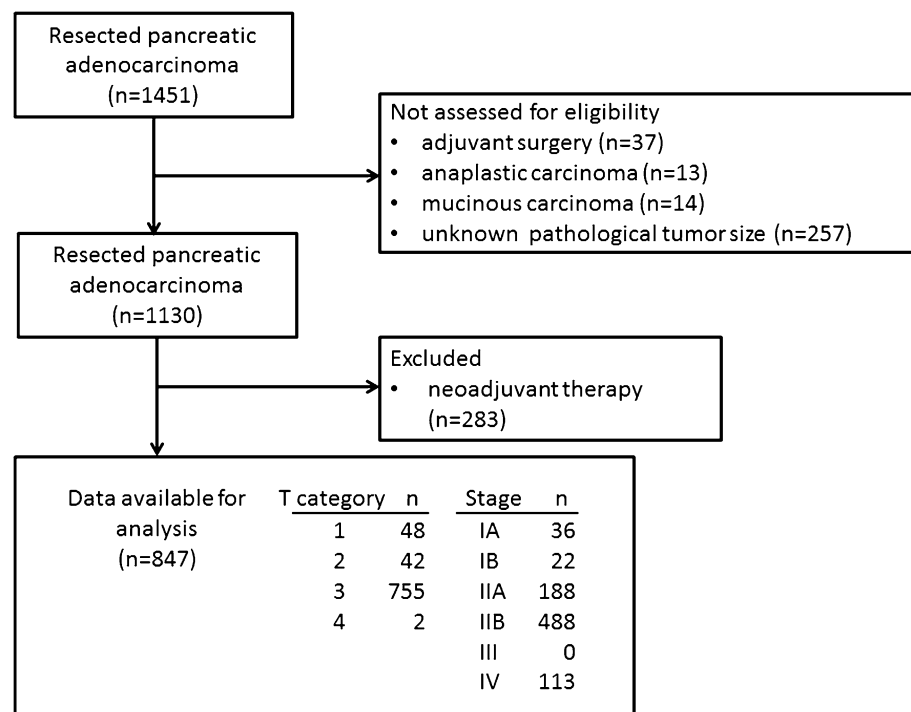 Resected pancreatic
adenocarcinoma
(n=1451)
Not assessed for eligibility
• adjuvant surgery (n=37)
• anaplastic carcinoma (n=13)
• mucinous carcinoma (n=14)
• unknown pathological tumor size (n=257)
Resected pancreatic
adenocarcinoma
(n=1130)
Excluded
• neoadjuvant therapy
(n=283)
Data available for
analysis
(n=847)
T category n
1 48
2 42
3 755
4 2
Stage n
IA 36
IB 22
IIA 188
IIB 488
III 0
IV 113